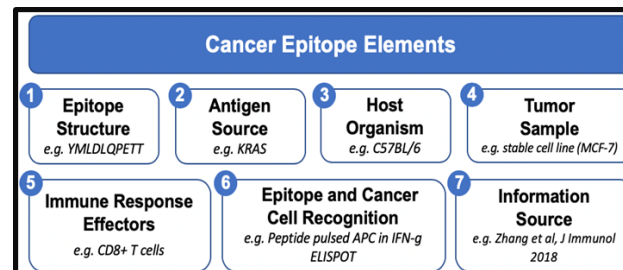 Cancer Epitope Elements
1
Epitope
Structure
e.g. YMLDLQPETT
2
Antigen
Source
e.g. KRAS
3
Host
Organism
e.g. C57BL/6
4
Tumor
Sample
e.g. stable cell line (MCF-7)
5
Immune Response
Effectors
e.g. CD8+ T cells
6
Epitope and Cancer
Cell Recognition
e.g. Peptide pulsed APC in IFN-g
ELISPOT
7
Information
Source
e.g. Zhang et al, J Immunol
2018